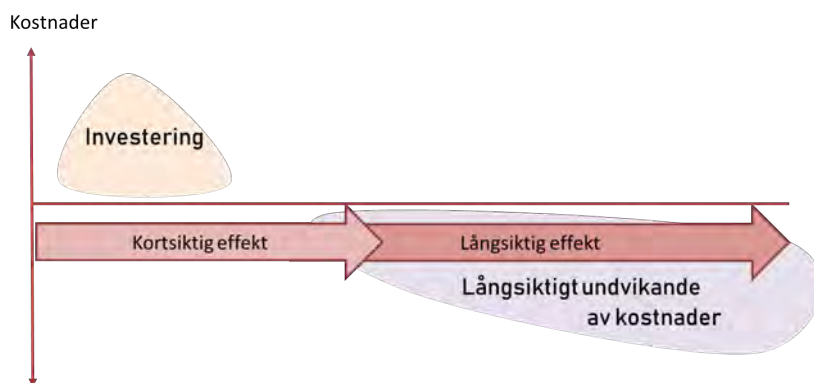 Kostnader
Investering
Kortsiktig effekt
Långsiktig effekt
Långsiktigt undvikande
av kostnader